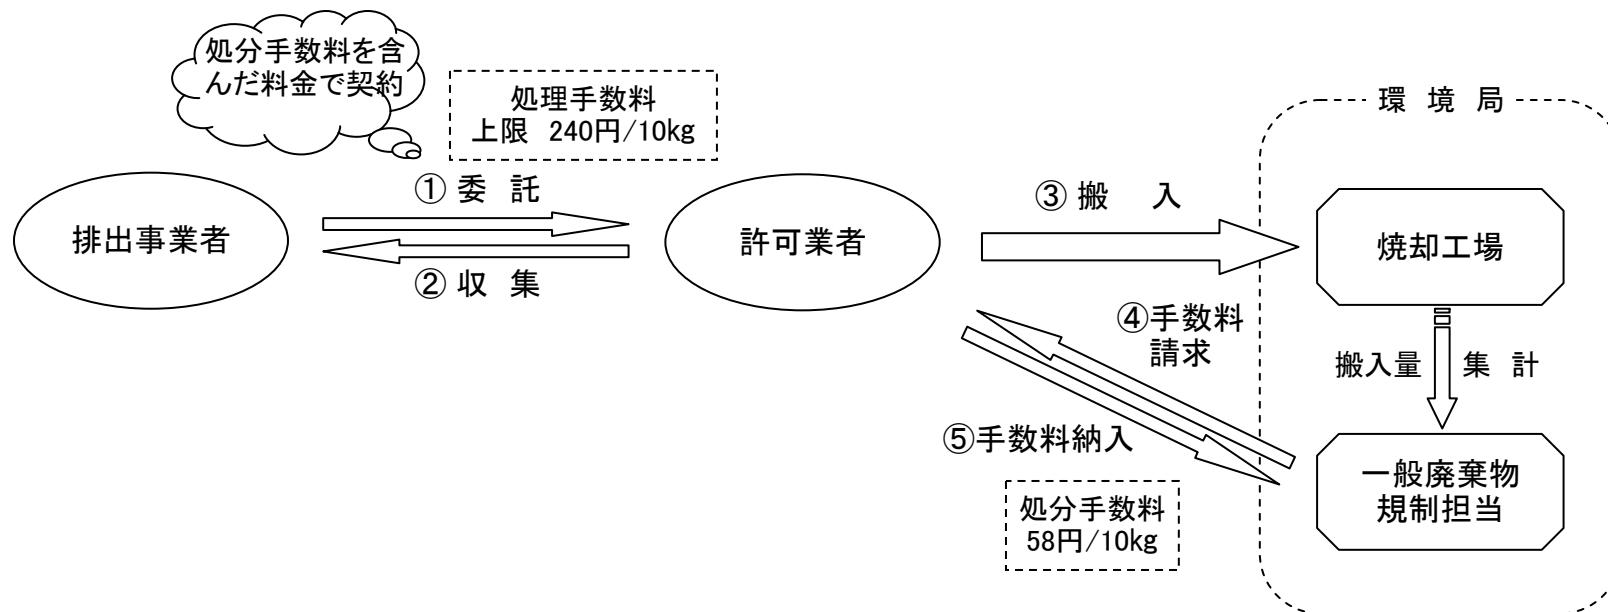 処分手数料を含
んだ料金で契約
処理手数料
上限 240円/10kg
環 境 局
① 委 託
③ 搬 入
排出事業者
許可業者
焼却工場
② 収 集
④手数料
請求
搬入量 集 計
⑤手数料納入
一般廃棄物
規制担当
処分手数料
58円/10kg